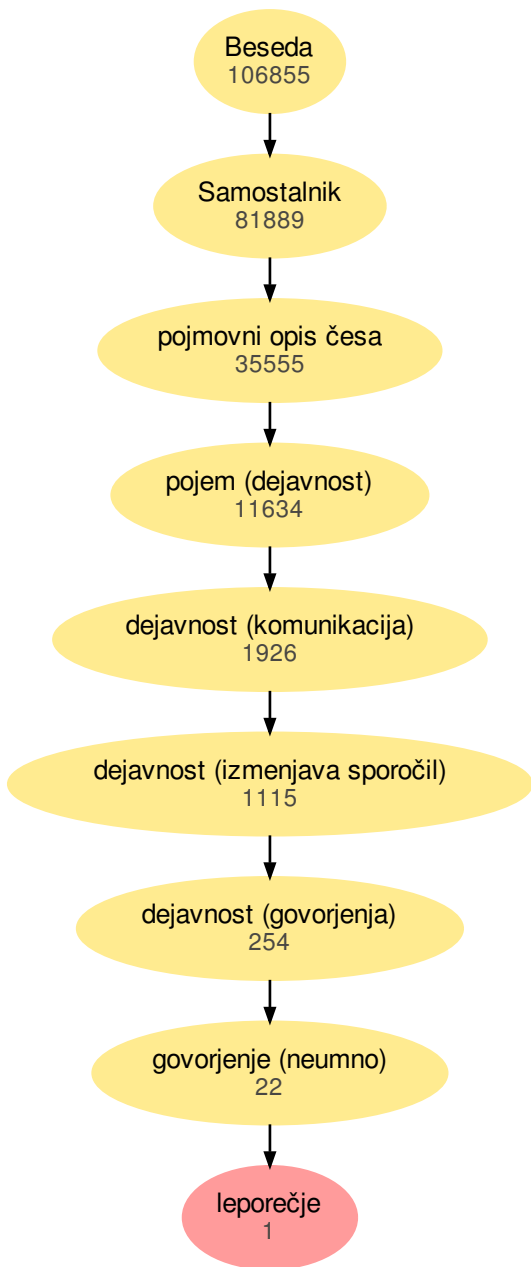 Beseda
106855
Samostalnik
81889
pojmovni opis česa
35555
pojem (dejavnost)
11634
dejavnost (komunikacija)
1926
dejavnost (izmenjava sporočil)
1115
dejavnost (govorjenja)
254
govorjenje (neumno)
22
leporečje
1